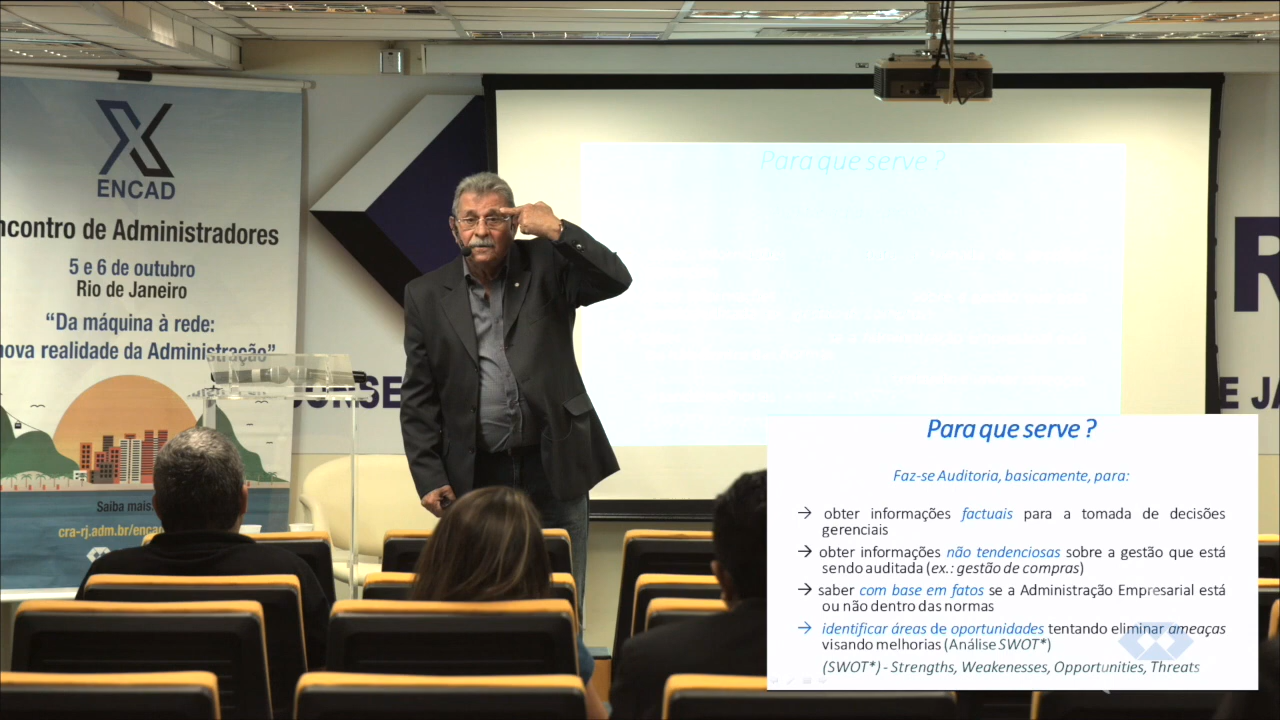 ENCAD
ncontro de Administradores
5 e 6 de outubro
Rio de Janeiro
“Da máquina à rede:
nova realidade da Administração”
Saiba mais:
cra-rj.adm.br/encad
Para que serve ?
R
E JA
Para que serve ?
Faz-se Auditoria, basicamente, para:
→ obter informações factuais para a tomada de decisões
gerenciais
→ obter informações não tendenciosas sobre a gestão que está
sendo auditada (ex.: gestão de compras)
→ saber com base em fatos se a Administração Empresarial está
ou não dentro das normas
→ identificar áreas de oportunidades tentando eliminar ameaças
visando melhorias (Análise SWOT*)
(SWOT*) - Strengths, Weakenesses, Opportunities, Threats